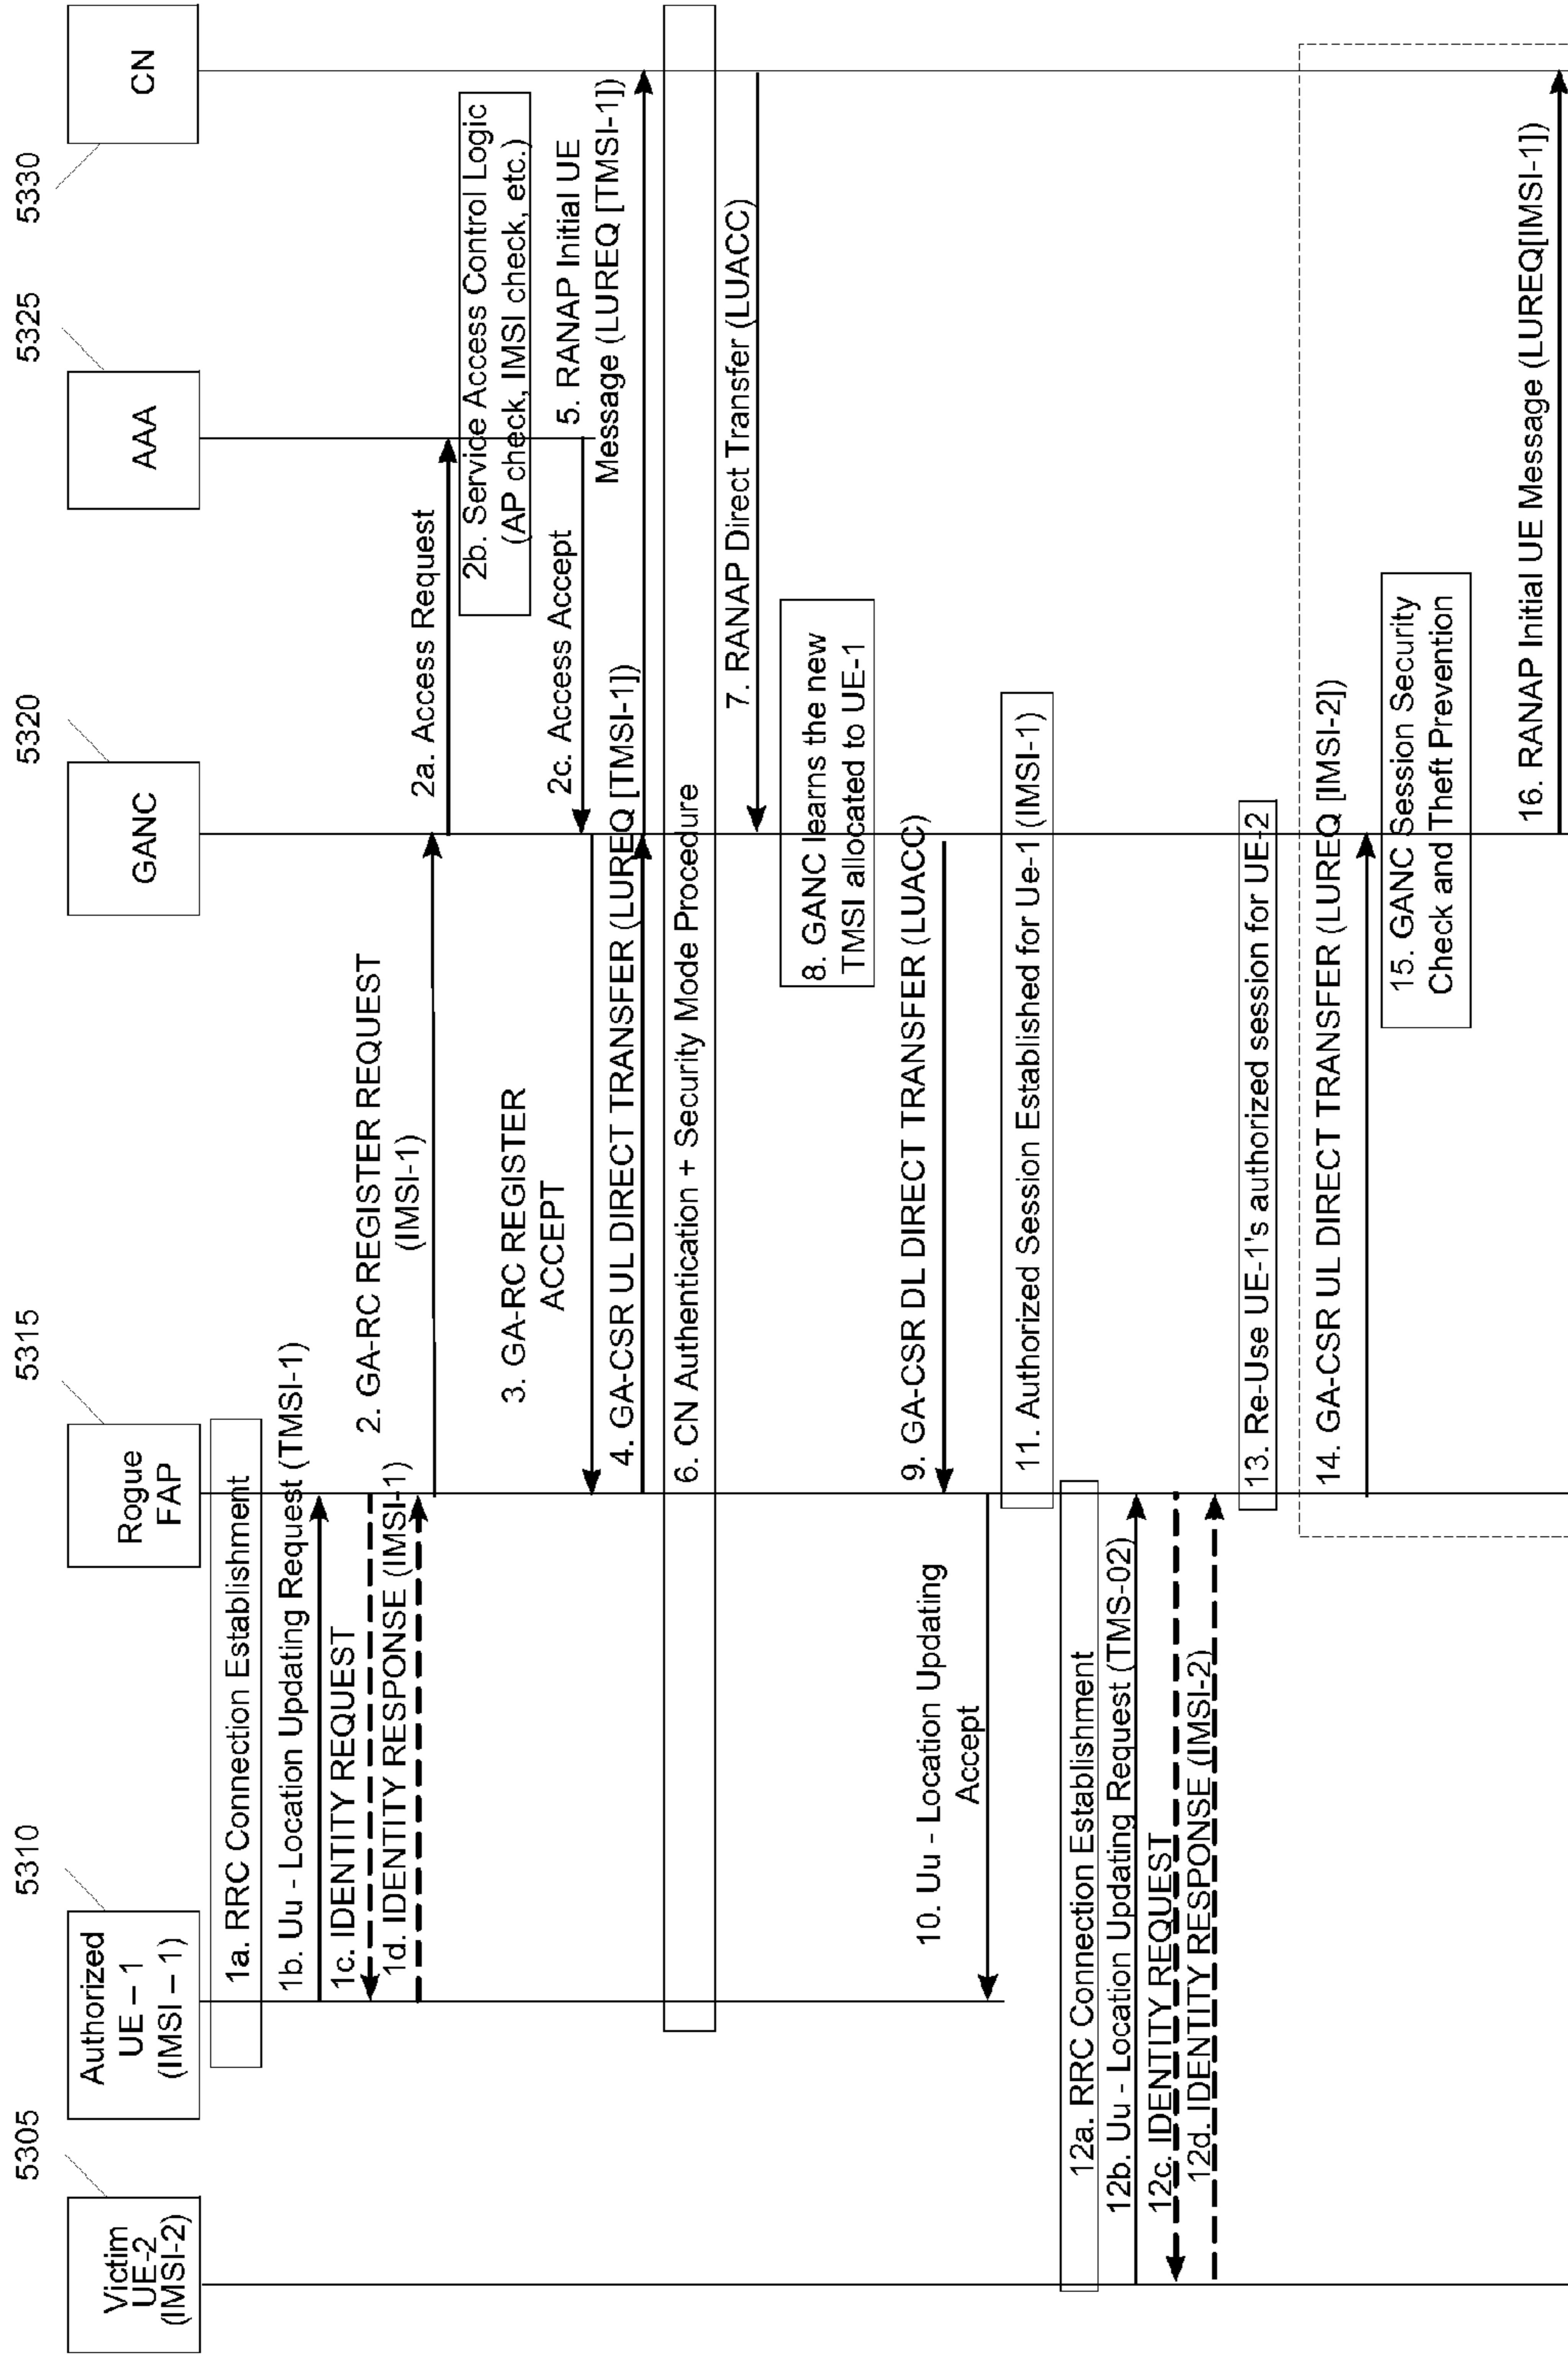 5305
5310
5315
5320
5325
5330
Victim
UE-2
(IMSI-2)
Authorized
UE – 1
(IMSI – 1)
Rogue
FAP
GANC
AAA
CN
1a. RRC Connection Establishment
1b. Uu - Location Updating Request (TMSI-1)
1c. IDENTITY REQUEST
1d. IDENTITY RESPONSE (IMSI-1)
2. GA-RC REGISTER REQUEST
(IMSI-1)
2a. Access Request
2b. Service Access Control Logic
(AP check, IMSI check, etc.)
2c. Access Accept
3. GA-RC REGISTER
ACCEPT
4. GA-CSR UL DIRECT TRANSFER (LUREQ [TMSI-1])
5. RANAP Initial UE
Message (LUREQ [TMSI-1])
6. CN Authentication + Security Mode Procedure
7. RANAP Direct Transfer (LUACC)
8. GANC learns the new
TMSI allocated to UE-1
9. GA-CSR DL DIRECT TRANSFER (LUACC)
10. Uu - Location Updating
Accept
11. Authorized Session Established for Ue-1 (IMSI-1)
12a. RRC Connection Establishment
12b. Uu - Location Updating Request (TMS-02)
12c. IDENTITY REQUEST
12d. IDENTITY RESPONSE (IMSI-2)
13. Re-Use UE-1's authorized session for UE-2
14. GA-CSR UL DIRECT TRANSFER (LUREQ [IMSI-2])
15. GANC Session Security
Check and Theft Prevention
16. RANAP Initial UE Message (LUREQ[IMSI-1])